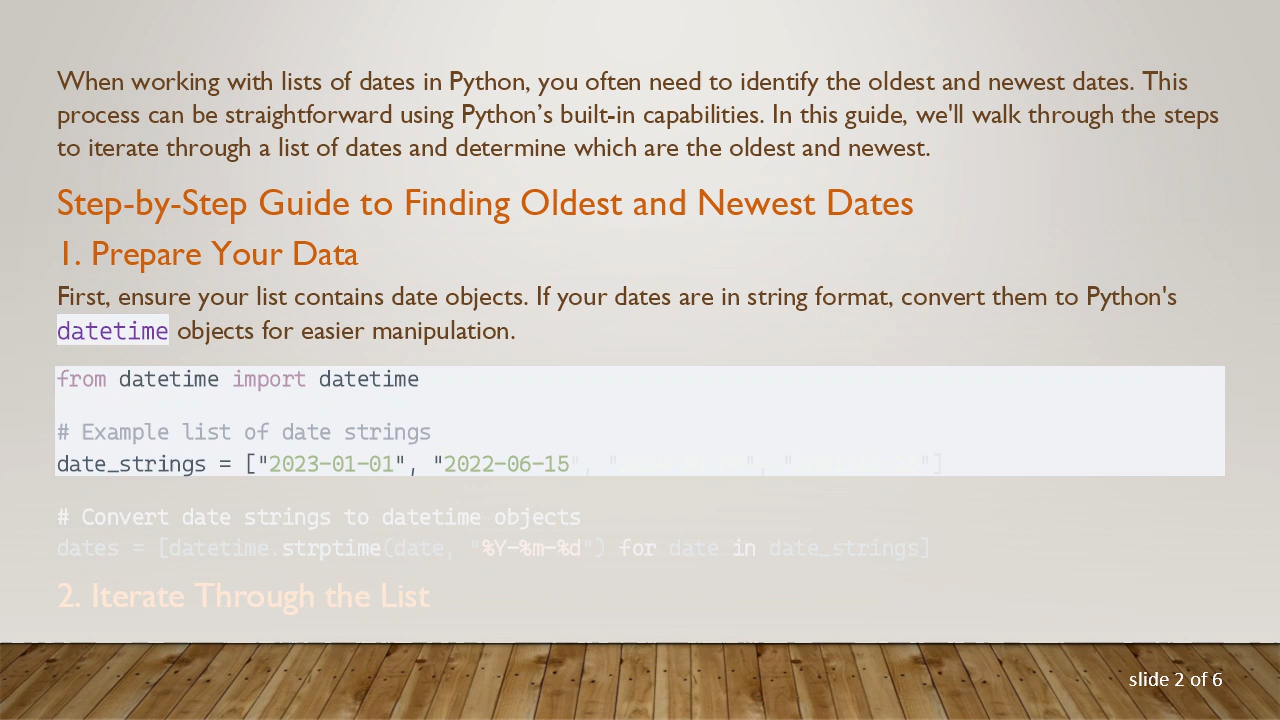 When working with lists of dates in Python, you often need to identify the oldest and newest dates. This
process can be straightforward using Python’s built-in capabilities. In this guide, we'll walk through the steps
to iterate through a list of dates and determine which are the oldest and newest.
Step-by-Step Guide to Finding Oldest and Newest Dates
1. Prepare Your Data
First, ensure your list contains date objects. If your dates are in string format, convert them to Python's
datetime objects for easier manipulation.
from datetime import datetime
# Example list of date strings
date_strings = ["2023-01-01", "2022-06-15", "", ""]
# Convert date strings to datetime objects
dates = [datetime.strptime(date, "%Y-%m-%d") for date in date_strings]
2. Iterate Through the List
slide 2 of 6